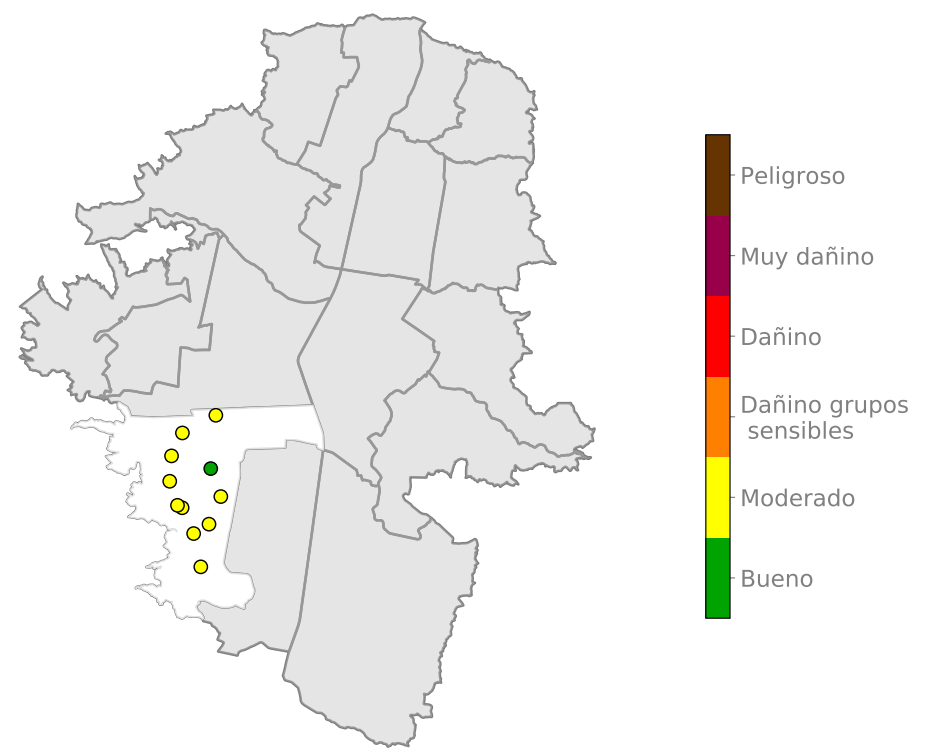 Peligroso
Muy dañino
Dañino
Dañino grupos
sensibles
Moderado
Bueno